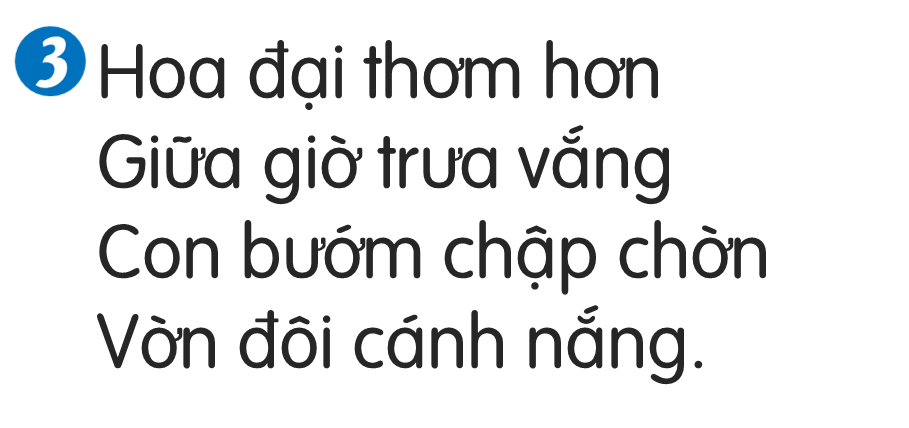 3 Hoa đại thơm hơn
Giữa giờ trưa vắng
Con bướm chập chờn
Vờn đôi cánh nắng.